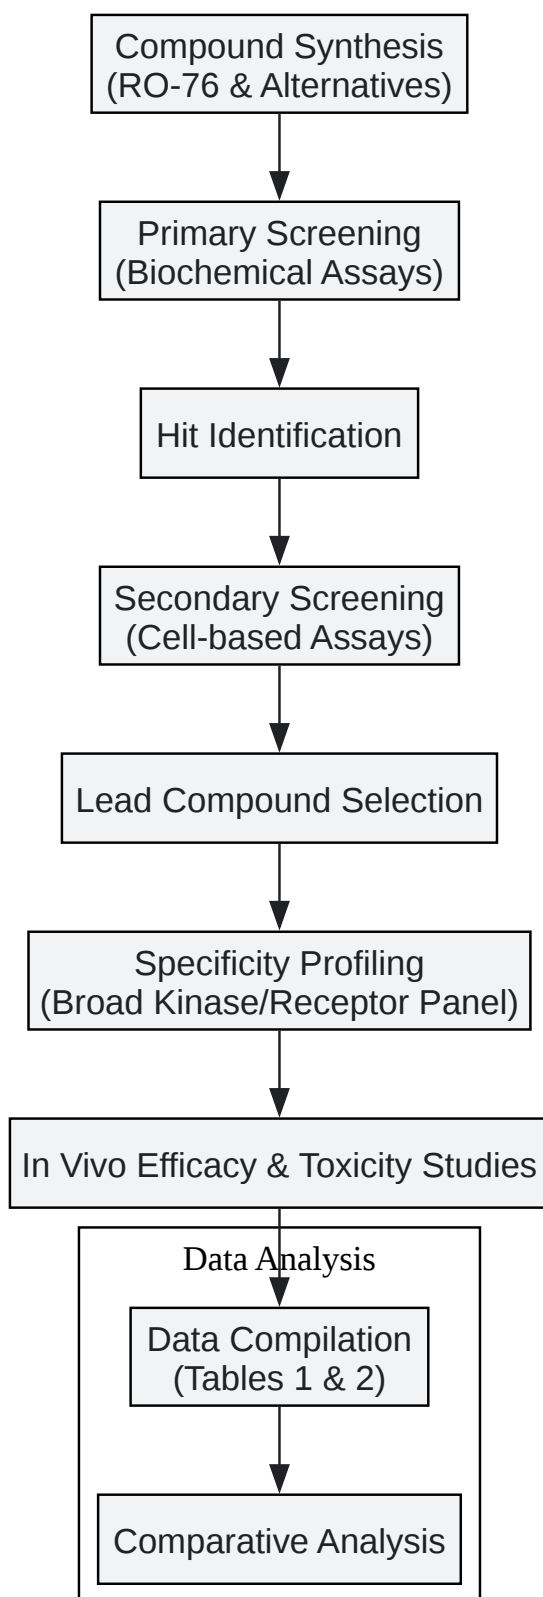 Compound Synthesis
(RO-76 & Alternatives)
Primary Screening
(Biochemical Assays)
Hit Identification
Secondary Screening
(Cell-based Assays)
Lead Compound Selection
Specificity Profiling
(Broad Kinase/Receptor Panel)
In Vivo Efficacy & Toxicity Studies
Data Analysis
Data Compilation
(Tables 1 & 2)
Comparative Analysis